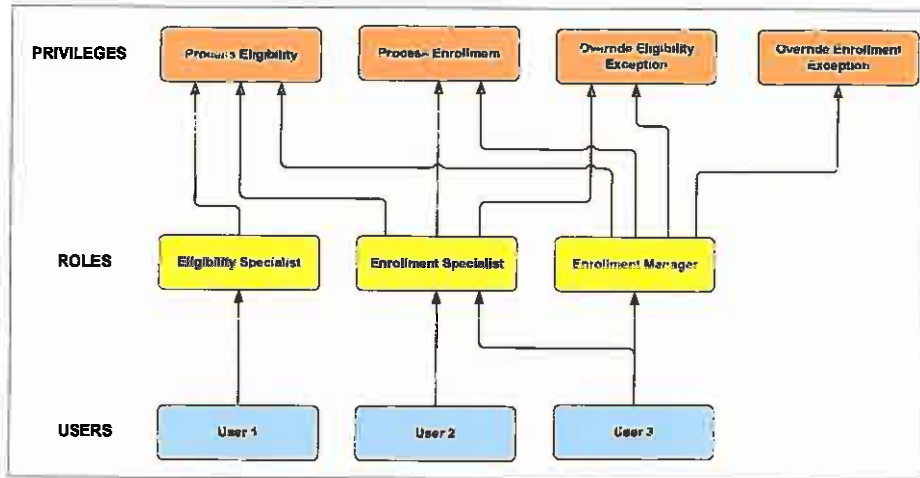 PRIVILEGES
Process Eligibility
Process Enrollment
Override Eligibility
Exception
Override Enrollment
Exception
ROLES
Eligibility Specialist
Enrollment Specialist
Enrollment Manager
USERS
User 1
User 2
User 3